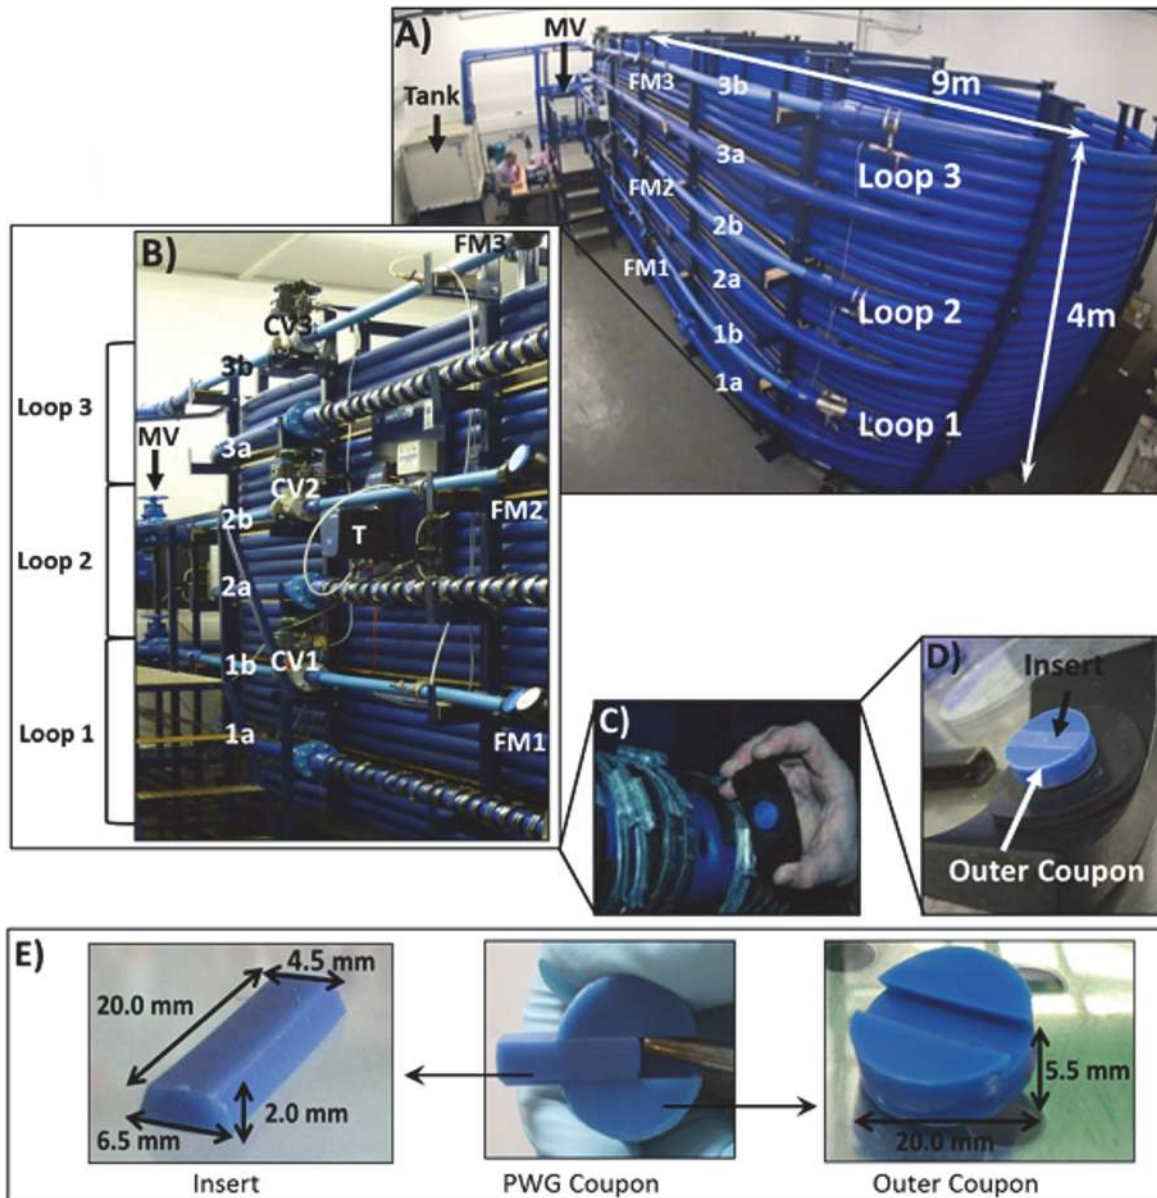 A)
MV
Tank
FM3
3b
9m
3a
Loop 3
FM2
2b
FM1
2a
Loop 2
4m
1b
1a
Loop 1
B)
FM3
CV3
3b
Loop 3
MV
3a
CV2
2b
FM2
T
Loop 2
2a
1b
CV1
Loop 1
1a
FM1
C)
D)
Insert
Outer Coupon
E)
4.5 mm
20.0 mm
2.0 mm
6.5 mm
5.5 mm
20.0 mm
Insert
PWG Coupon
Outer Coupon